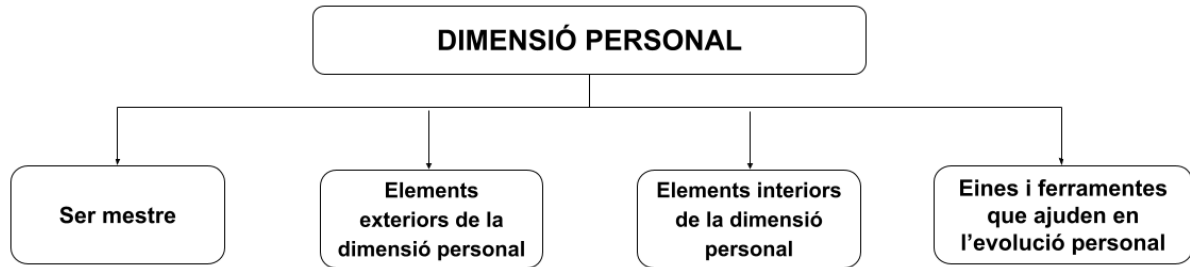 DIMENSIÓ PERSONAL
Ser mestre
Elements
exteriors de la
dimensió personal
Elements interiors
de la dimensió
personal
Eines i ferramentes
que ajuden en
l’evolució personal